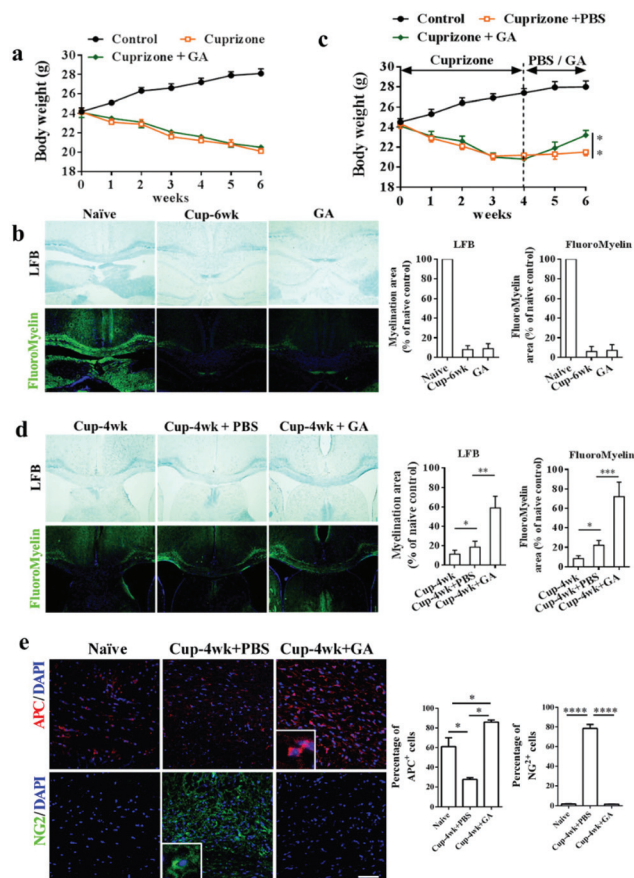 a
Control
Cuprizone
Cuprizone + GA
Body weight (g)
30
28
26
24
22
20
18
0 1 2 3 4 5 6
weeks
c
Control
Cuprizone +PBS
Cuprizone + GA
Cuprizone
PBS / GA
Body weight (g)
28
26
24
22
20
18
0 1 2 3 4 5 6
weeks
*
*
b
Naïve
Cup-6wk
GA
LFB
FluoroMyelin
LFB
Myelination area
(% of naive control)
100
80
60
40
20
0
Naive
Cup-6wk
GA
FluoroMyelin
FluoroMyelin
area (% of naive control)
100
80
60
40
20
0
Naive
Cup-6wk
GA
d
Cup-4wk
Cup-4wk + PBS
Cup-4wk + GA
LFB
FluoroMyelin
LFB
Myelination area
(% of naive control)
100
80
60
40
20
0
*
**
Cup-4wk
Cup-4wk+PBS
Cup-4wk+GA
FluoroMyelin
FluoroMyelin
area (% of naive control)
100
80
60
40
20
0
*
***
Cup-4wk
Cup-4wk+PBS
Cup-4wk+GA
e
Naïve
Cup-4wk+PBS
Cup-4wk+GA
APC/DAPI
NG2/DAPI
Percentage of
APC+ cells
100
80
60
40
20
0
*
*
*
Naive
Cup-4wk+PBS
Cup-4wk+GA
Percentage of
NG2+ cells
100
80
60
40
20
0
**** ****
Naive
Cup-4wk+PBS
Cup-4wk+GA